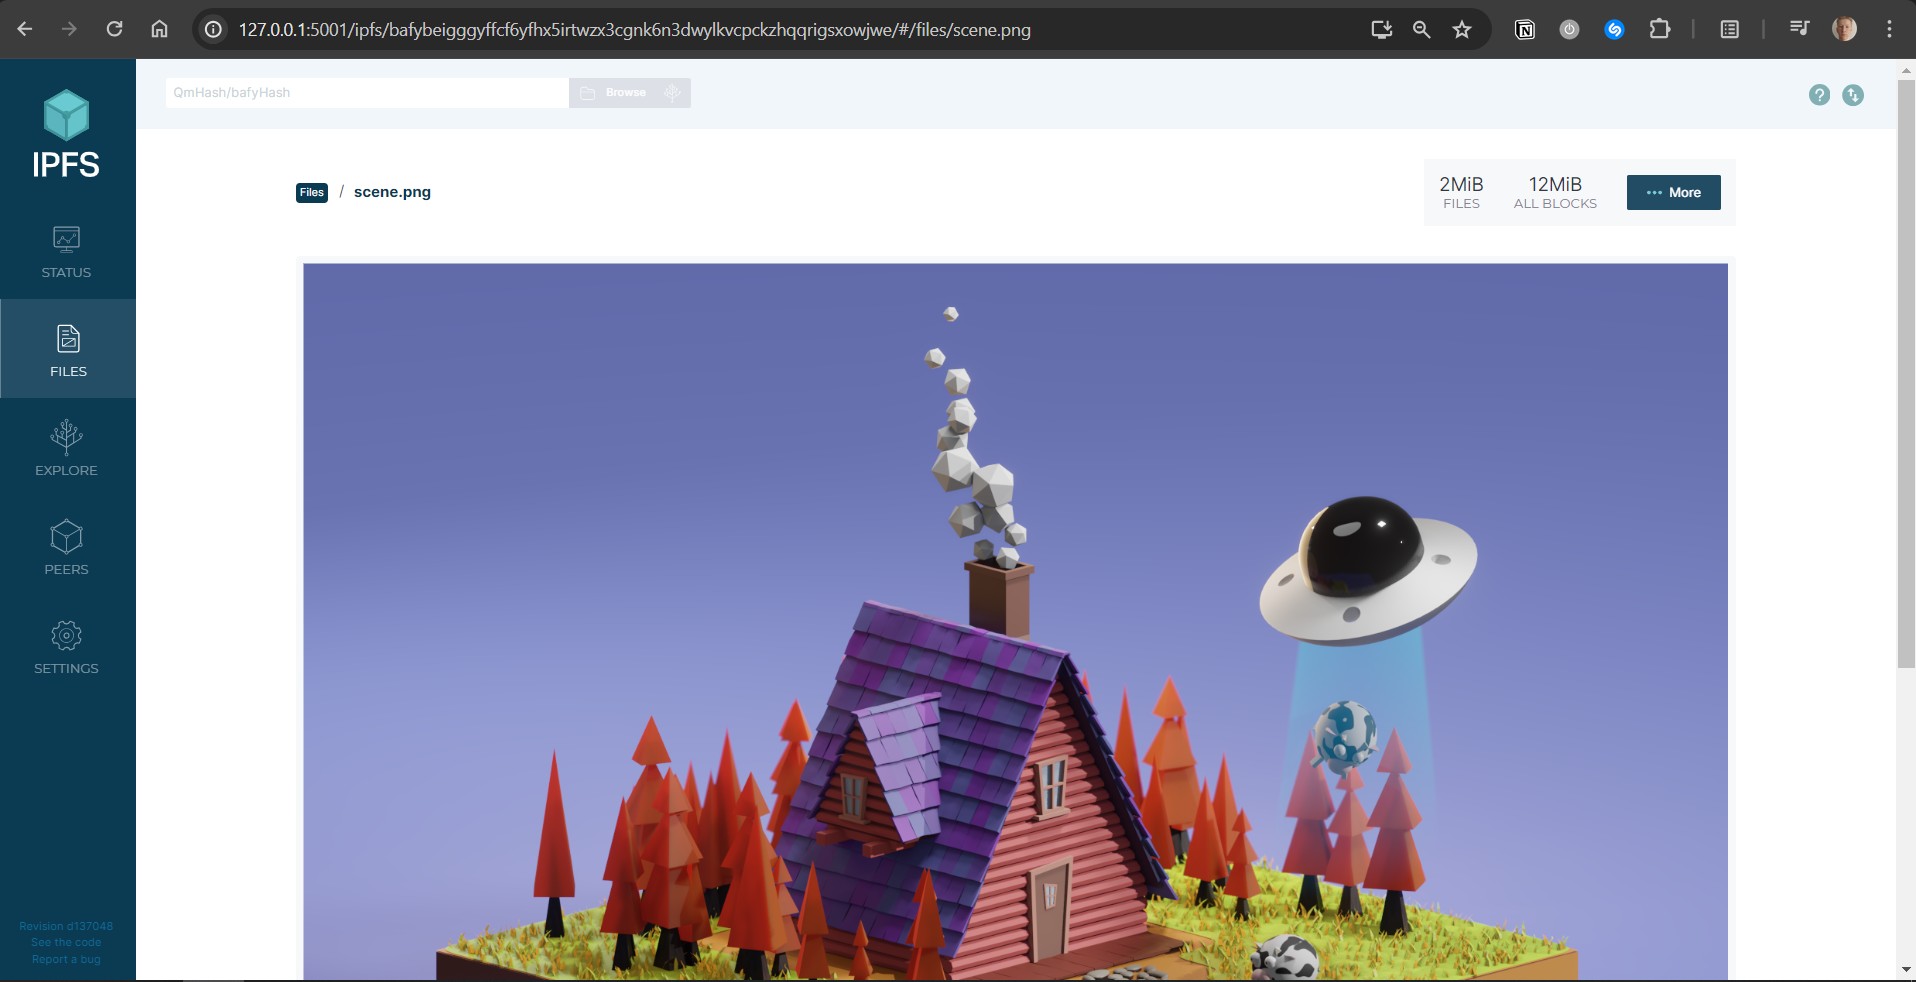 127.0.0.1:5001/ipfs/bafybeigggyffcf6yfhx5irtwzx3cgnk6n3dwylkvcpckzhqqrigsxowjwe/#/files/scene.png
QmHash/bafyHash
Browse
IPFS
STATUS
FILES
EXPLORE
PEERS
SETTINGS
Revision d137048
See the code
Report a bug
Files / scene.png
2MiB
FILES
12MiB
ALL BLOCKS
More